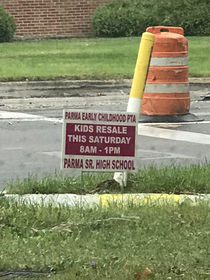 PARMA EARLY CHILDHOOD PTA
KIDS RESALE
THIS SATURDAY
8AM - 1PM
PARMA SR. HIGH SCHOOL